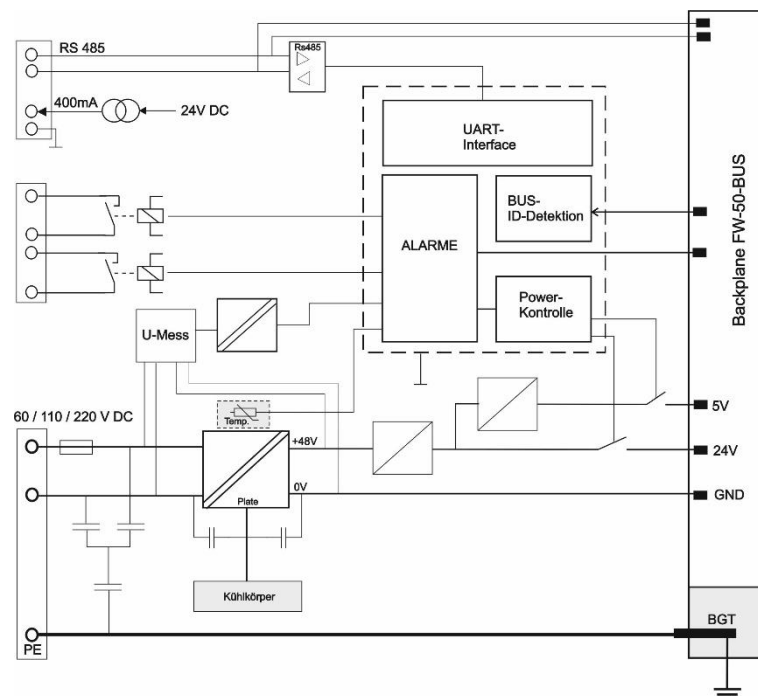 RS 485
Rs485
400mA
24V DC
UART-
Interface
BUS-
ID-Detektion
ALARME
Power-
Kontrolle
U-Mess
Backplane FW-50-BUS
60 / 110 / 220 V DC
Temp.
+48V
5V
24V
0V
GND
Plate
Kühlkörper
BGT
PE